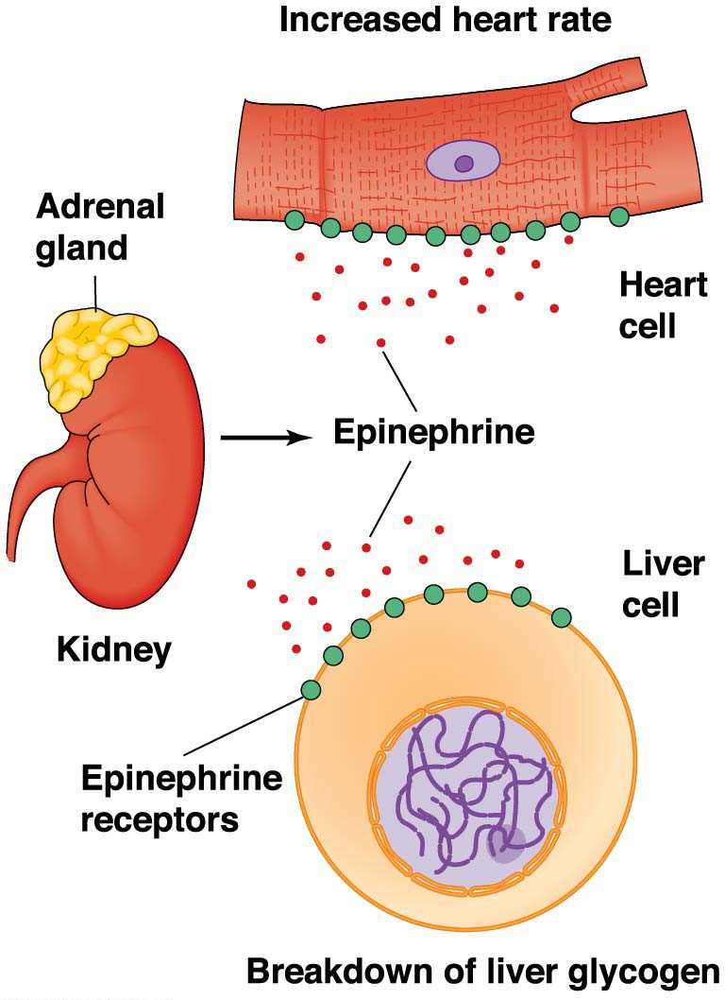 Increased heart rate
Adrenal
gland
Heart
cell
Epinephrine
Liver
cell
Kidney
Epinephrine
receptors
Breakdown of liver glycogen